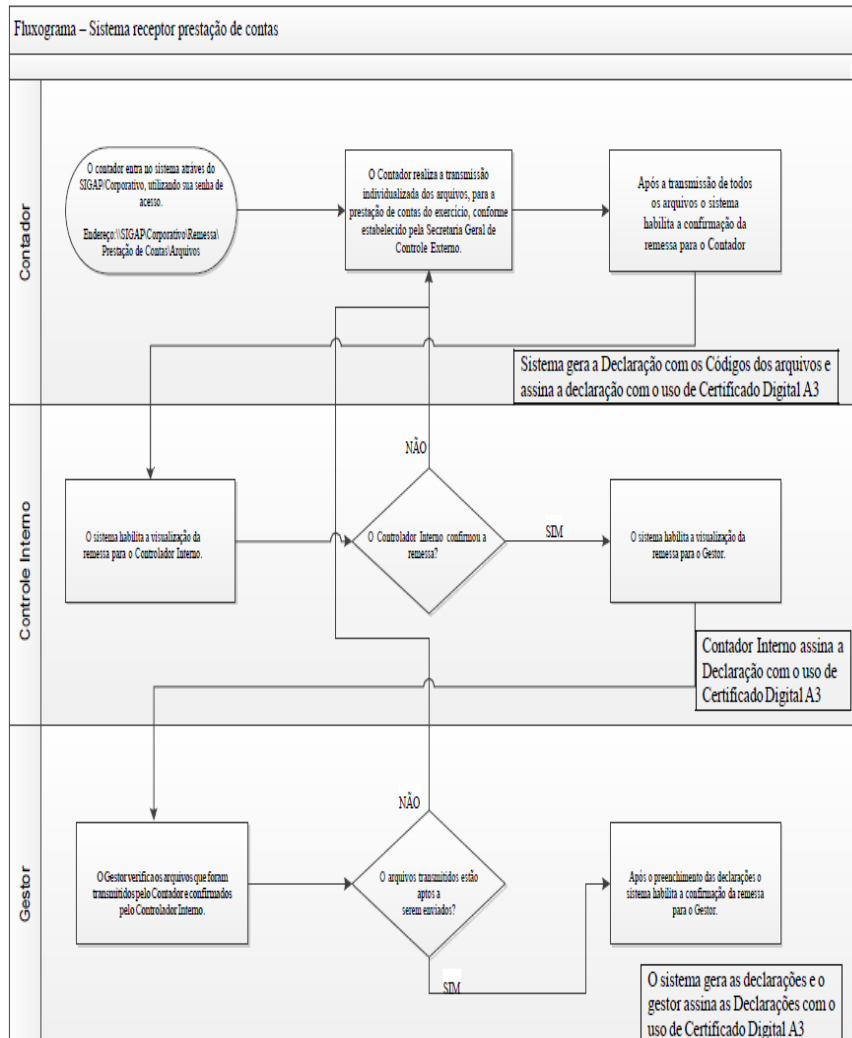 Fluxograma – Sistema receptor prestação de contas
Contador
O contador entra no sistema atráves do
SIGAP\Corporativo, utilizando sua senha de
acesso.
Endereço:\\SIGAP\Corporativo\Remessa\
Prestação de Contas\Arquivos
O Contador realiza a transmissão
individualizada dos arquivos, para a
prestação de contas do exercício, conforme
estabelecido pela Secretaria Geral de
Controle Externo.
Após a transmissão de todos
os arquivos o sistema
habilita a confirmação da
remessa para o Contador
Sistema gera a Declaração com os Códigos dos arquivos e
assina a declaração com o uso de Certificado Digital A3
Controle Interno
O sistema habilita a visualização da
remessa para o Controlador Interno.
NÃO
O Controlador Interno confirmou a
remessa?
SIM
O sistema habilita a visualização da
remessa para o Gestor.
Contador Interno assina a
Declaração com o uso de
Certificado Digital A3
Gestor
O Gestor verifica os arquivos que foram
transmitidos pelo Contador e confirmados
pelo Controlador Interno.
NÃO
O arquivos transmitidos estão
aptos a
serem enviados?
SIM
Após o preenchimento das declarações o
sistema habilita a confirmação da remessa
para o Gestor.
O sistema gera as declarações e o
gestor assina as Declarações com o
uso de Certificado Digital A3